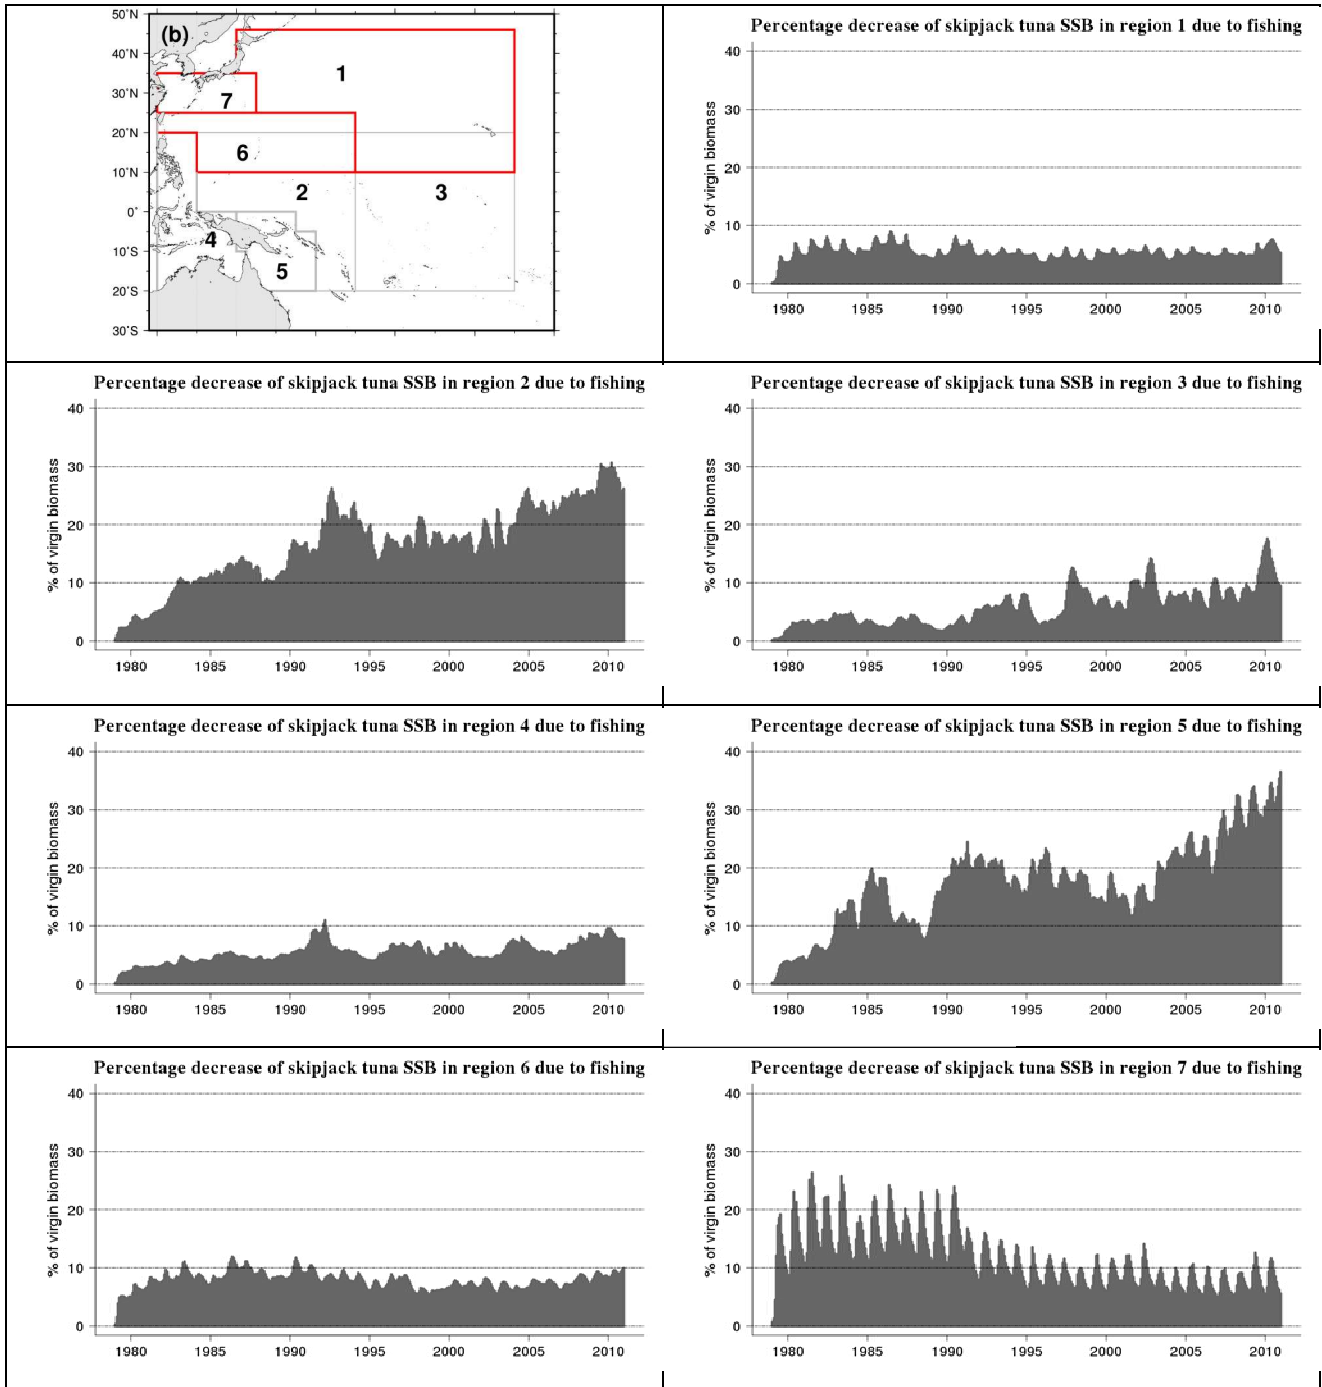 50˚N
40˚N
30˚N
20˚N
10˚N
0˚
10˚S
20˚S
30˚S
(b)
1
7
6
2
3
4
5
Percentage decrease of skipjack tuna SSB in region 1 due to fishing
% of virgin biomass
40
30
20
10
0
1980 1985 1990 1995 2000 2005 2010
Percentage decrease of skipjack tuna SSB in region 2 due to fishing
% of virgin biomass
40
30
20
10
0
1980 1985 1990 1995 2000 2005 2010
Percentage decrease of skipjack tuna SSB in region 3 due to fishing
% of virgin biomass
40
30
20
10
0
1980 1985 1990 1995 2000 2005 2010
Percentage decrease of skipjack tuna SSB in region 4 due to fishing
% of virgin biomass
40
30
20
10
0
1980 1985 1990 1995 2000 2005 2010
Percentage decrease of skipjack tuna SSB in region 5 due to fishing
% of virgin biomass
40
30
20
10
0
1980 1985 1990 1995 2000 2005 2010
Percentage decrease of skipjack tuna SSB in region 6 due to fishing
% of virgin biomass
40
30
20
10
0
1980 1985 1990 1995 2000 2005 2010
Percentage decrease of skipjack tuna SSB in region 7 due to fishing
% of virgin biomass
40
30
20
10
0
1980 1985 1990 1995 2000 2005 2010